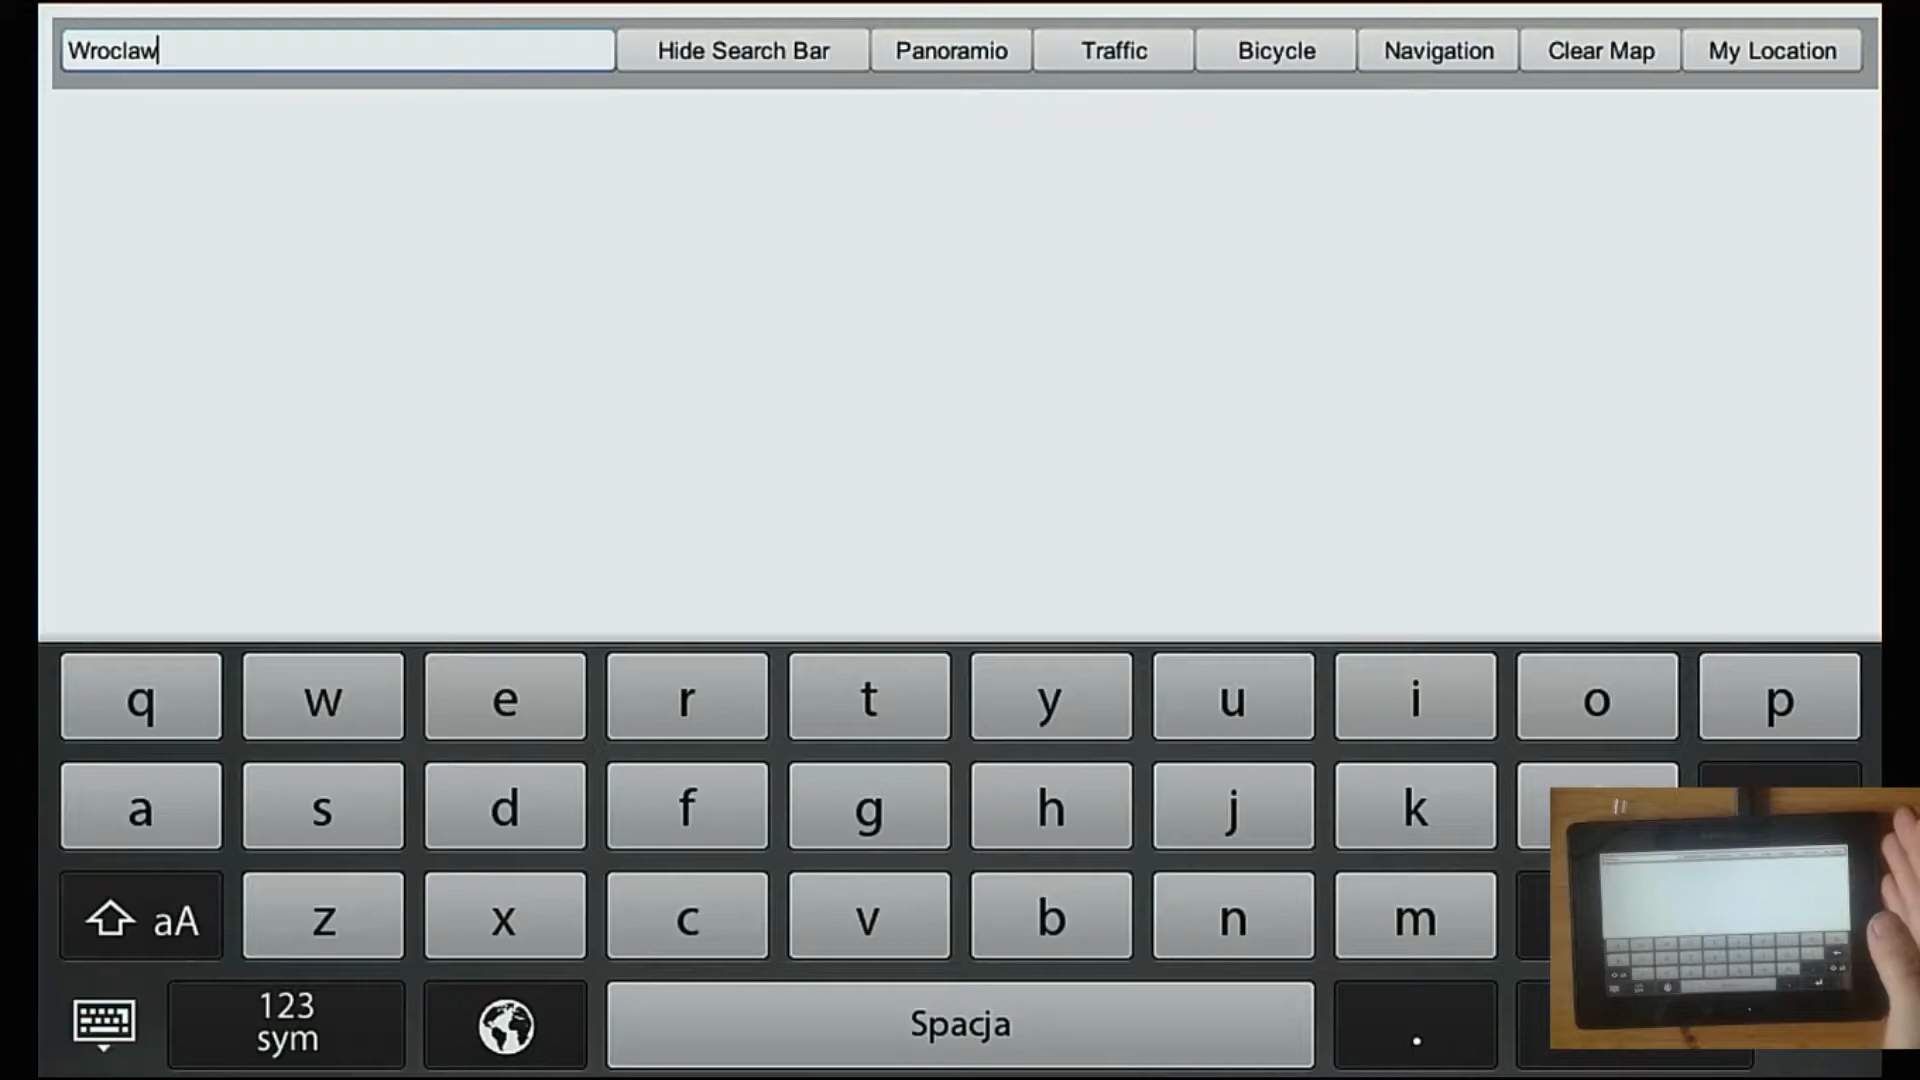 Wroclaw Hide Search Bar Panoramio Traffic Bicycle Navigation Clear Map My Location
q w e r t y u i o p
a s d f g h j k
aA z x c v b n m
123
sym Spacja .